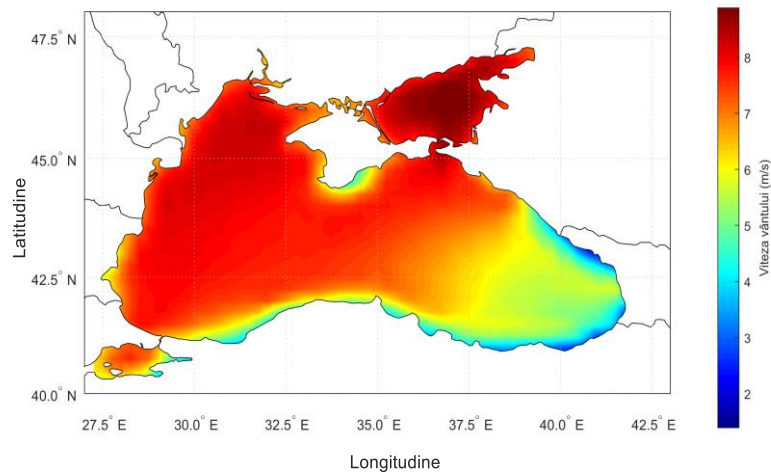 47.5° N
45.0° N
42.5° N
40.0° N
Latitudine
27.5° E 30.0° E 32.5° E 35.0° E 37.5° E 40.0° E 42.5° E
Longitudine
8
7
6
5
4
3
2
Viteza vântului (m/s)